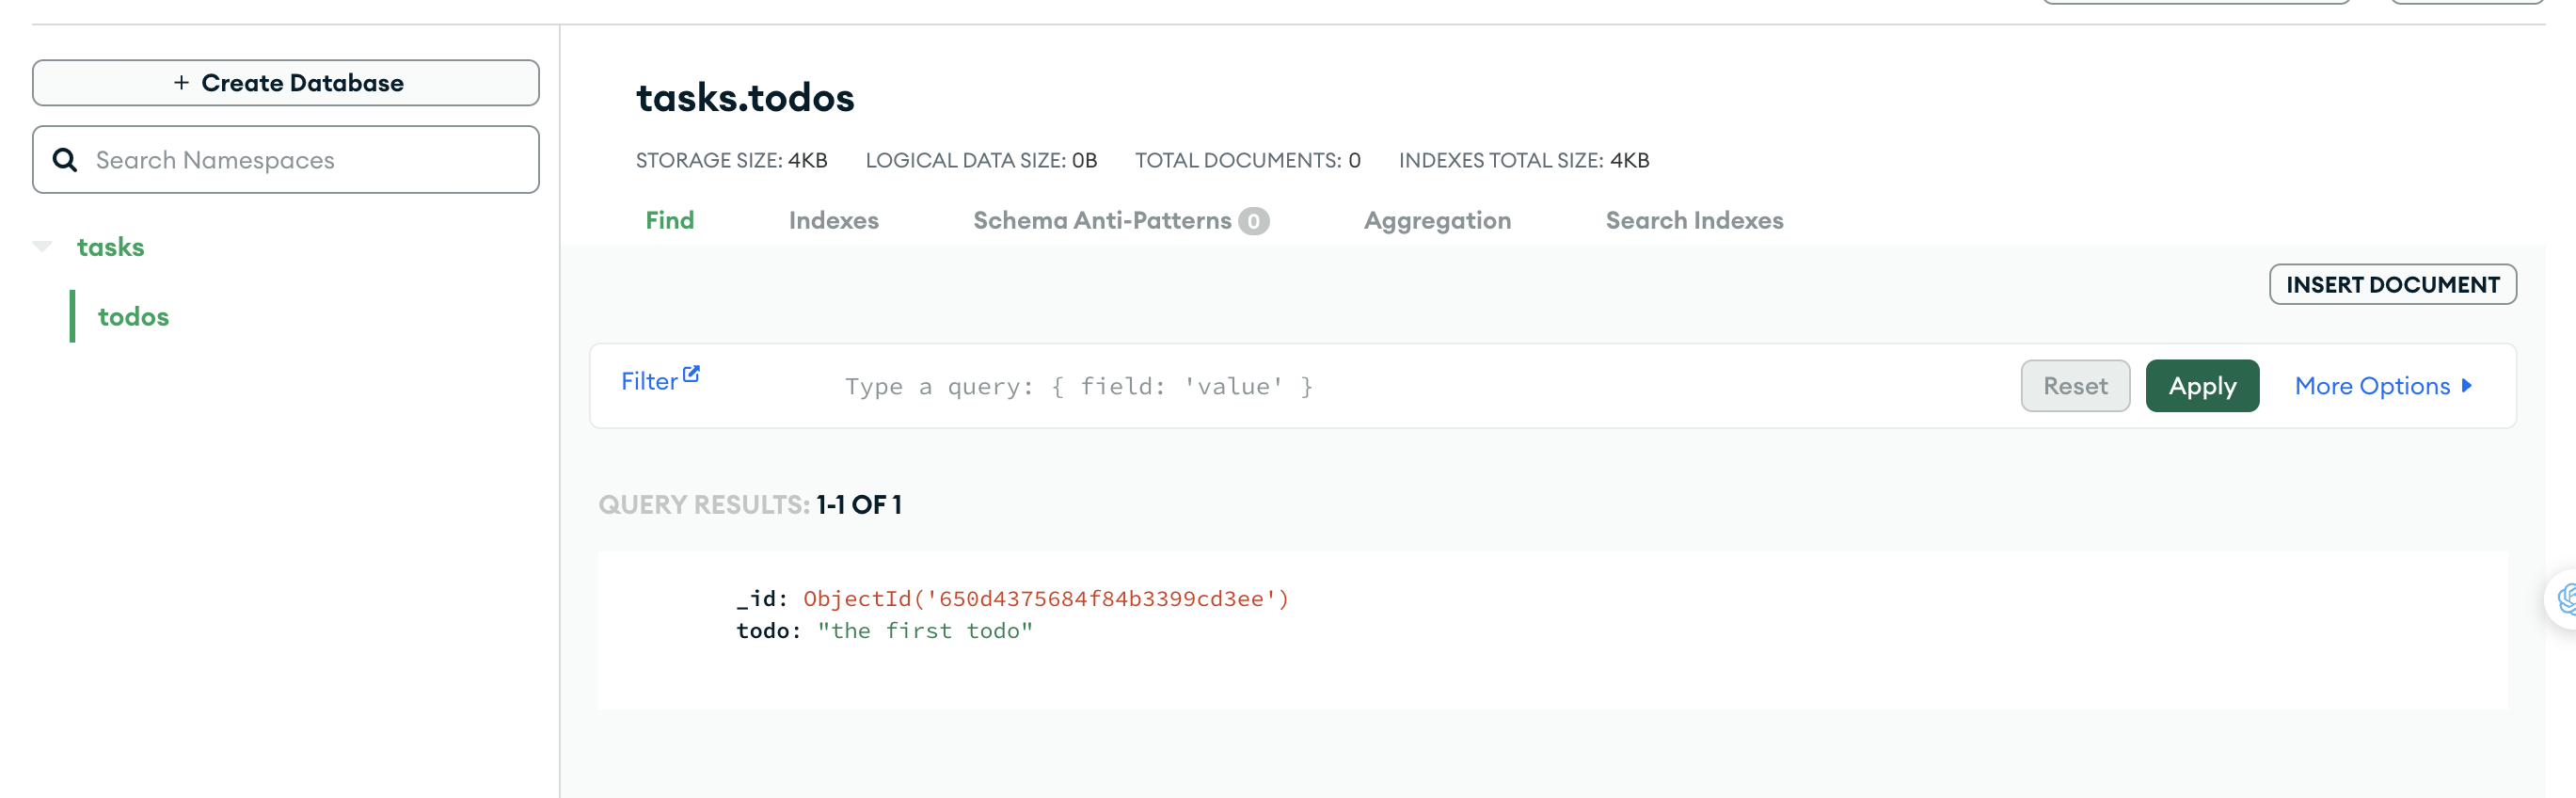 + Create Database
Search Namespaces
tasks
todos
tasks.todos
STORAGE SIZE: 4KB LOGICAL DATA SIZE: 0B TOTAL DOCUMENTS: 0 INDEXES TOTAL SIZE: 4KB
Find Indexes Schema Anti-Patterns 0 Aggregation Search Indexes
INSERT DOCUMENT
Filter Type a query: { field: 'value' } Reset Apply More Options
QUERY RESULTS: 1-1 OF 1
_id: ObjectId('650d4375684f84b3399cd3ee')
todo: "the first todo"